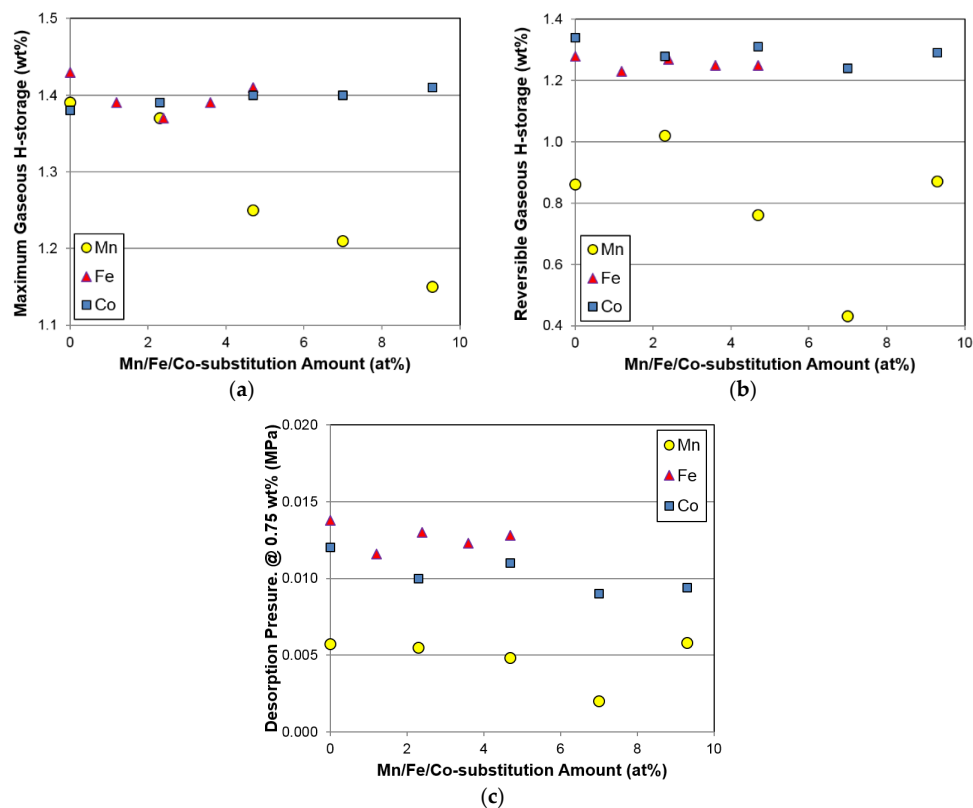 1.5
1.4
1.3
1.2
1.1
Maximum Gaseous H-storage (wt%)
Mn
Fe
Co
0 2 4 6 8 10
Mn/Fe/Co-substitution Amount (at%)
(a)
1.4
1.2
1.0
0.8
0.6
0.4
Reversible Gaseous H-storage (wt%)
Mn
Fe
Co
0 2 4 6 8 10
Mn/Fe/Co-substitution Amount (at%)
(b)
0.020
0.015
0.010
0.005
0.000
Desorption Presure. @ 0.75 wt% (MPa)
Mn
Fe
Co
0 2 4 6 8 10
Mn/Fe/Co-substitution Amount (at%)
(c)